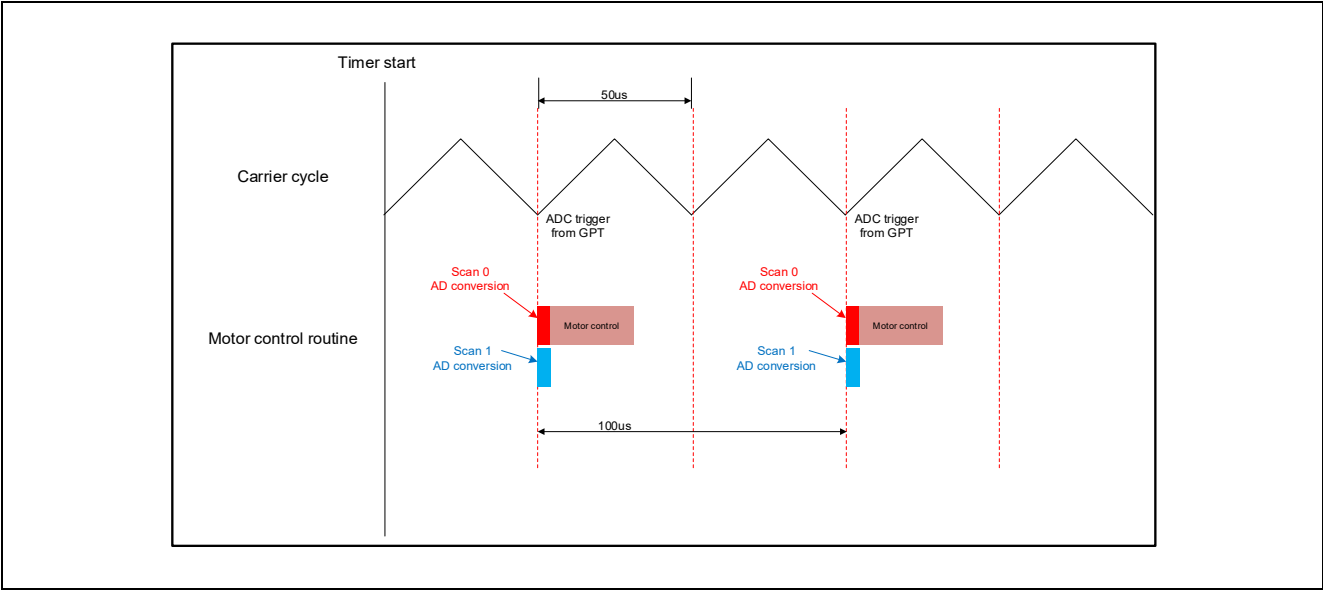 Timer start
50us
Carrier cycle
ADC trigger
from GPT
ADC trigger
from GPT
Scan 0
AD conversion
Scan 0
AD conversion
Motor control routine
Motor control
Motor control
Scan 1
AD conversion
Scan 1
AD conversion
100us